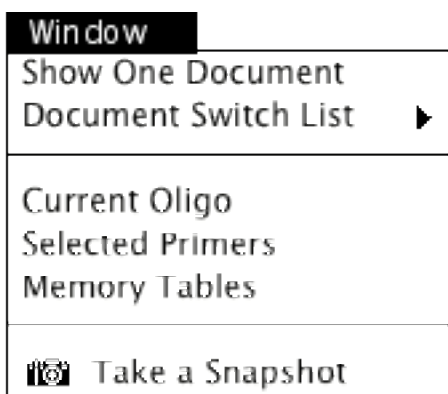 Window
Show One Document
Document Switch List
Current Oligo
Selected Primers
Memory Tables
Take a Snapshot